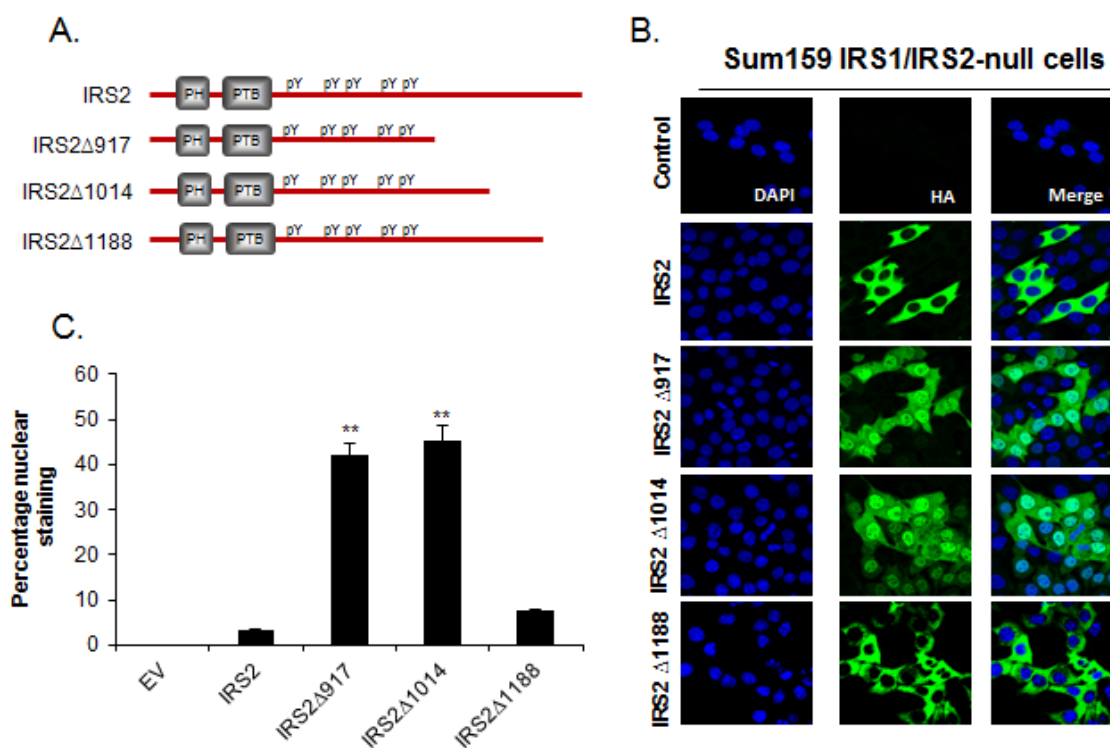 A.
IRS2
PH
PTB
pY
pY pY
pY pY
IRS2Δ917
PH
PTB
pY
pY pY
pY pY
IRS2Δ1014
PH
PTB
pY
pY pY
pY pY
IRS2Δ1188
PH
PTB
pY
pY pY
pY pY
B.
Sum159 IRS1/IRS2-null cells
Control
DAPI
HA
Merge
IRS2
IRS2 Δ917
IRS2 Δ1014
IRS2 Δ1188
C.
Percentage nuclear
staining
60
50
40
30
20
10
0
**
**
EV
IRS2
IRS2Δ917
IRS2Δ1014
IRS2Δ1188